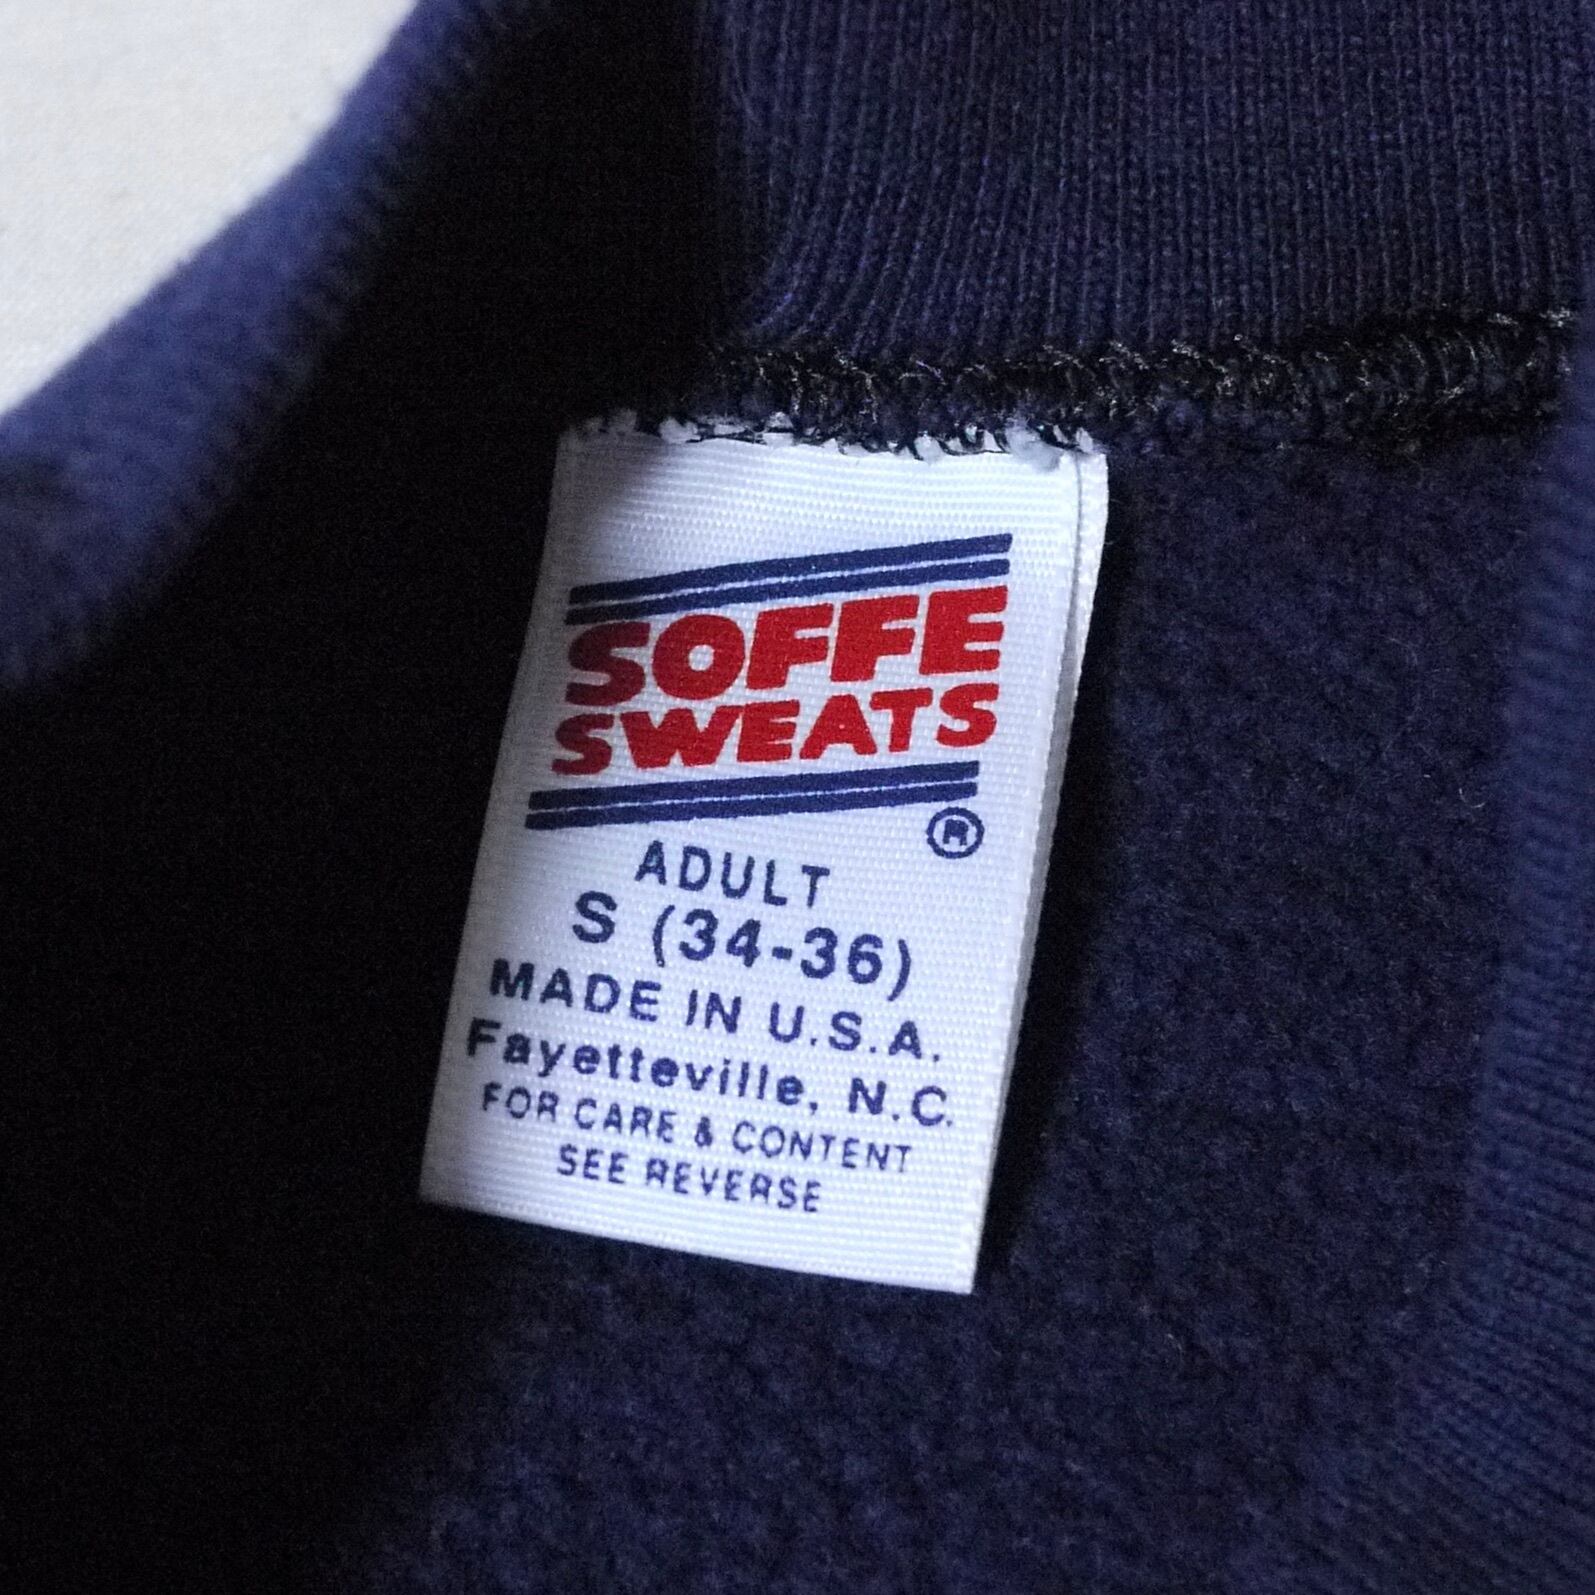 SOFFE
SWEATS
®
ADULT
S (34-36)
MADE IN U.S.A.
Fayetteville, N.C.
FOR CARE & CONTENT
SEE REVERSE